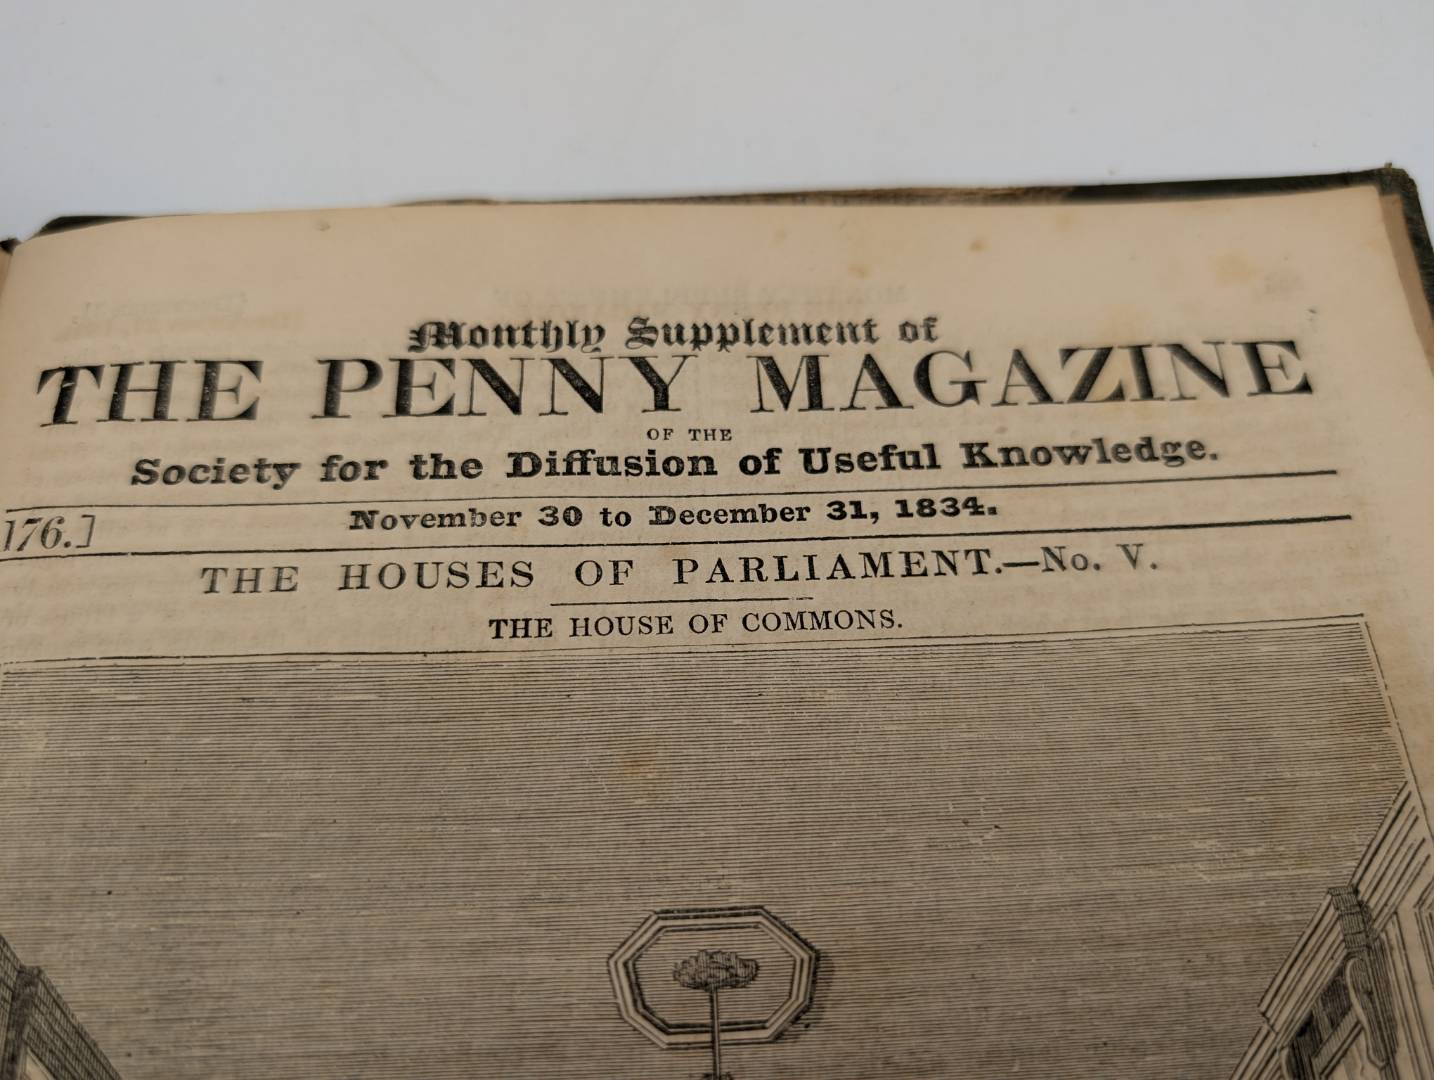 Monthly Supplement of
THE PENNY MAGAZINE
OF THE
Society for the Diffusion of Useful Knowledge.
176.] November 30 to December 31, 1834.
THE HOUSES OF PARLIAMENT.—No. V.
THE HOUSE OF COMMONS.